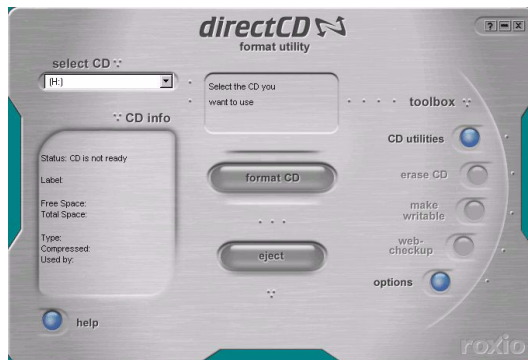 directCD
format utility
? - X
select CD
(H:)
Select the CD you
want to use
toolbox
CD info
Status: CD is not ready
Label:
Free Space:
Total Space:
Type:
Compressed:
Used by:
format CD
eject
CD utilities
erase CD
make
writable
web-
checkup
options
help
roxio